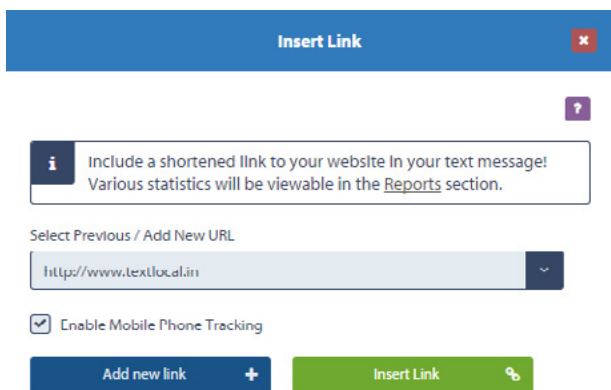 Insert Link
?
i
Include a shortened link to your website in your text message!
Various statistics will be viewable in the Reports section.
Select Previous / Add New URL
http://www.textlocal.in
Enable Mobile Phone Tracking
Add new link +
Insert Link